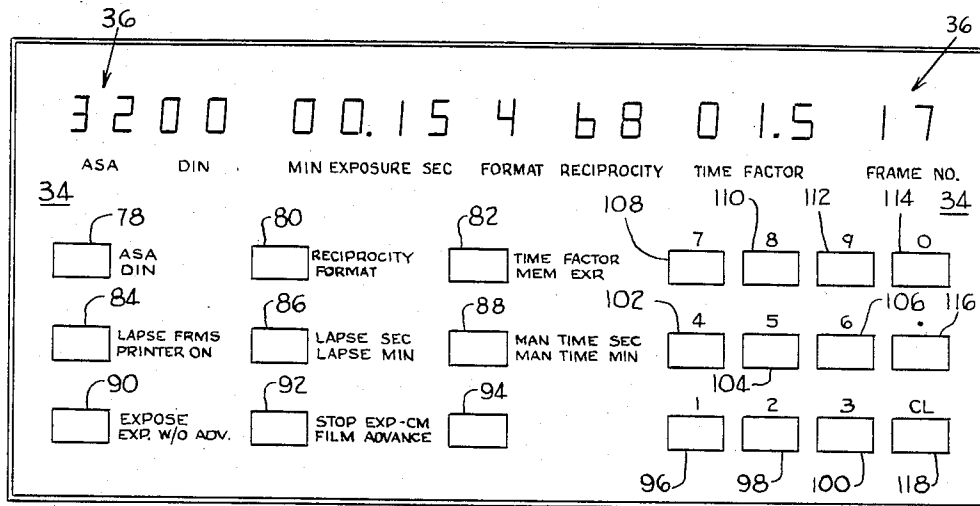 36 36
3200 00.15 4 68 01.5 17
ASA DIN MIN EXPOSURE SEC FORMAT RECIPROCITY TIME FACTOR FRAME NO.
34 34
78 80 82 108 110 112 114
7 8 9 0
ASA RECIPROCITY TIME FACTOR
DIN FORMAT MEM EXR
84 86 88 102 106 116
4 5 6 .
LAPSE FRMS LAPSE SEC MAN TIME SEC
PRINTER ON LAPSE MIN MAN TIME MIN
104
90 92 94
1 2 3 CL
EXPOSE STOP EXP-CM
EXP. W/O ADV. FILM ADVANCE
96 98 100 118